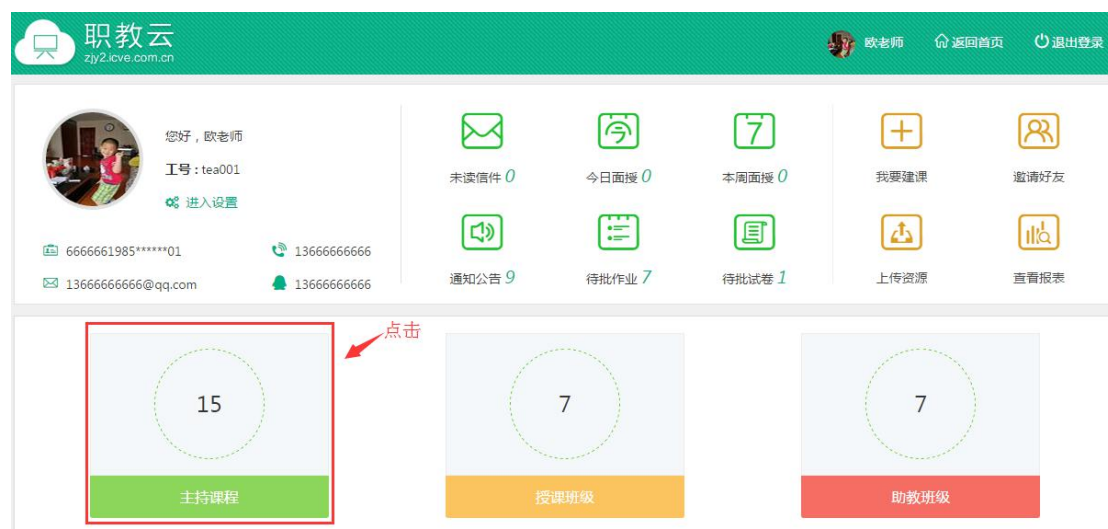 职教云
zjy2.icve.com.cn
欧老师 返回首页 退出登录
您好，欧老师
工号：tea001
进入设置
6666661985******01 13666666666
13666666666@qq.com 13666666666
未读信件 0 今日面授 0 本周面授 0 我要建课 邀请好友
7
通知公告 9 待批作业 7 待批试卷 1 上传资源 查看报表
点击
15 7 7
主持课程 授课班级 助教班级